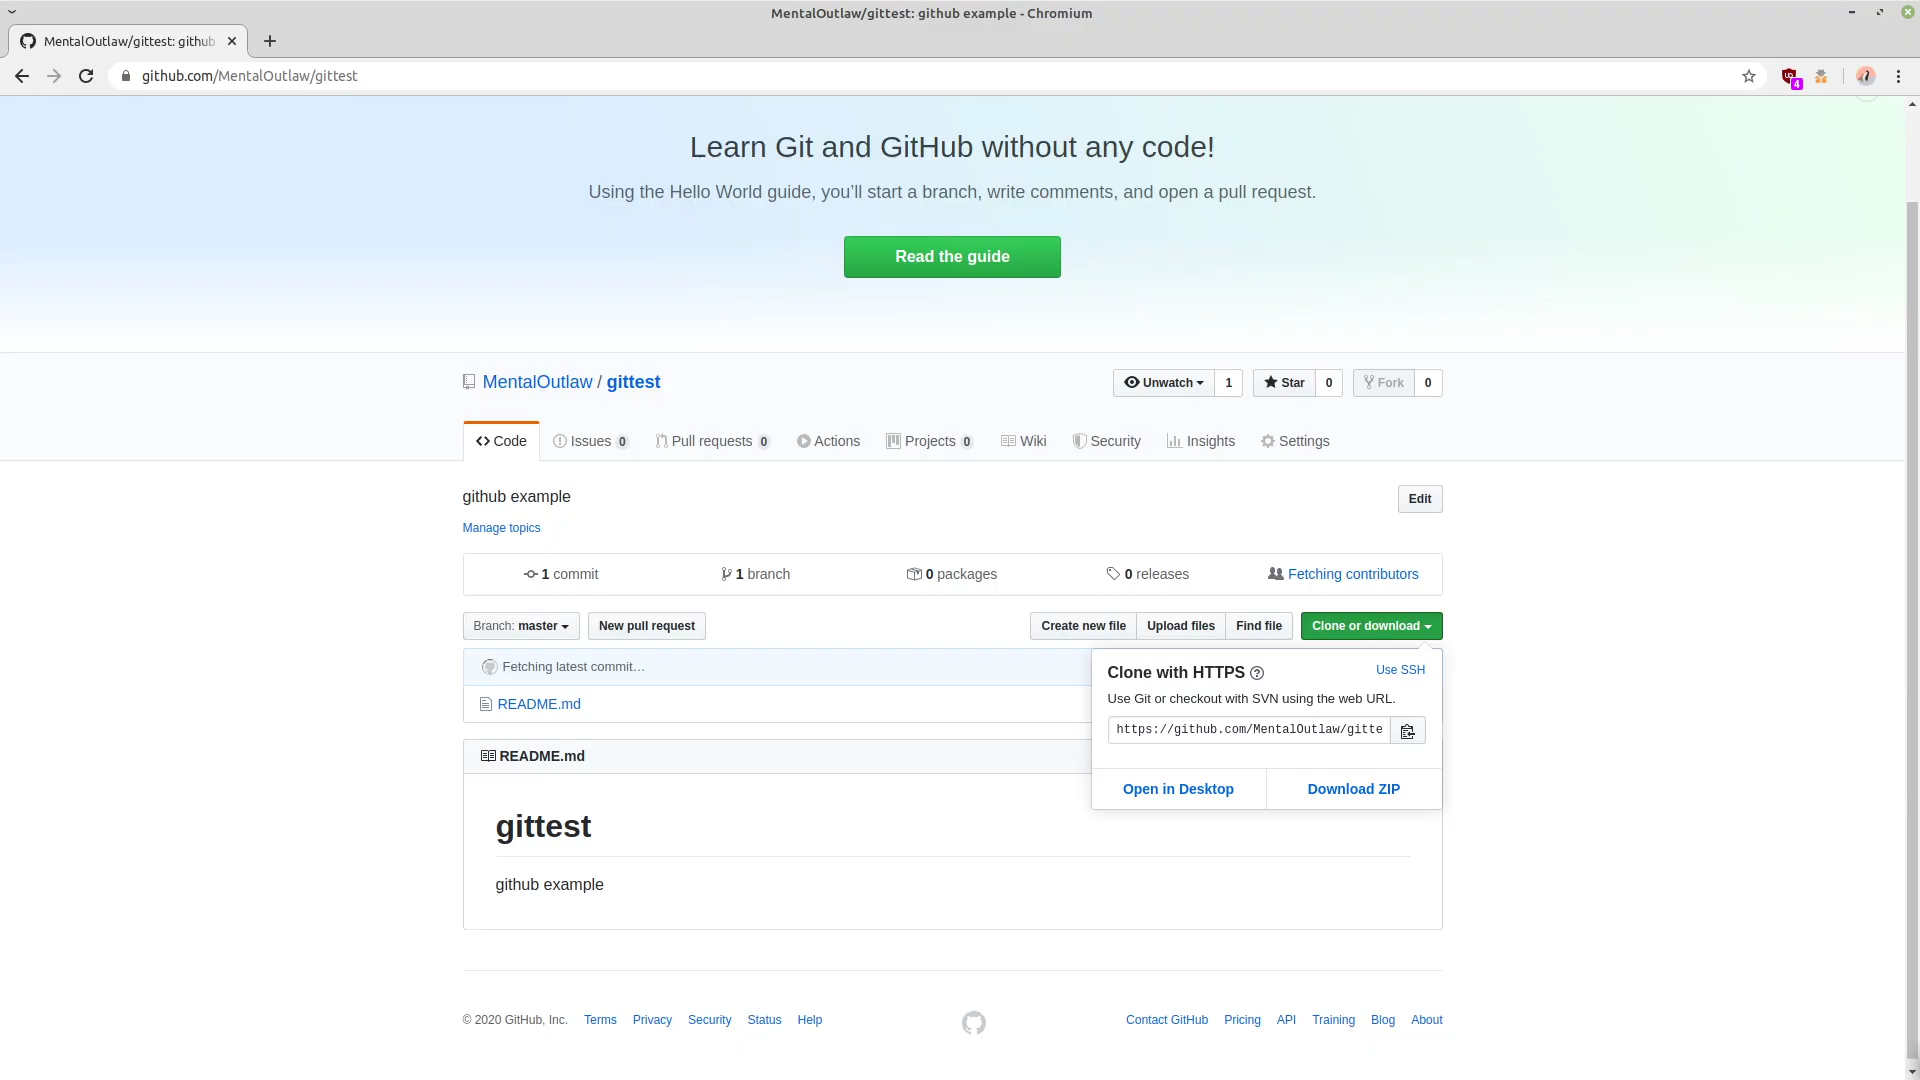 MentalOutlaw/gittest: github example - Chromium
MentalOutlaw/gittest: github
github.com/MentalOutlaw/gittest
4
Learn Git and GitHub without any code!
Using the Hello World guide, you’ll start a branch, write comments, and open a pull request.
Read the guide
MentalOutlaw / gittest
Unwatch 1
Star 0
Fork 0
Code
Issues 0
Pull requests 0
Actions
Projects 0
Wiki
Security
Insights
Settings
github example
Edit
Manage topics
1 commit
1 branch
0 packages
0 releases
Fetching contributors
Branch: master
New pull request
Create new file
Upload files
Find file
Clone or download
Fetching latest commit…
README.md
Clone with HTTPS
Use SSH
Use Git or checkout with SVN using the web URL.
https://github.com/MentalOutlaw/gitte
Open in Desktop
Download ZIP
README.md
gittest
github example
© 2020 GitHub, Inc.
Terms
Privacy
Security
Status
Help
Contact GitHub
Pricing
API
Training
Blog
About